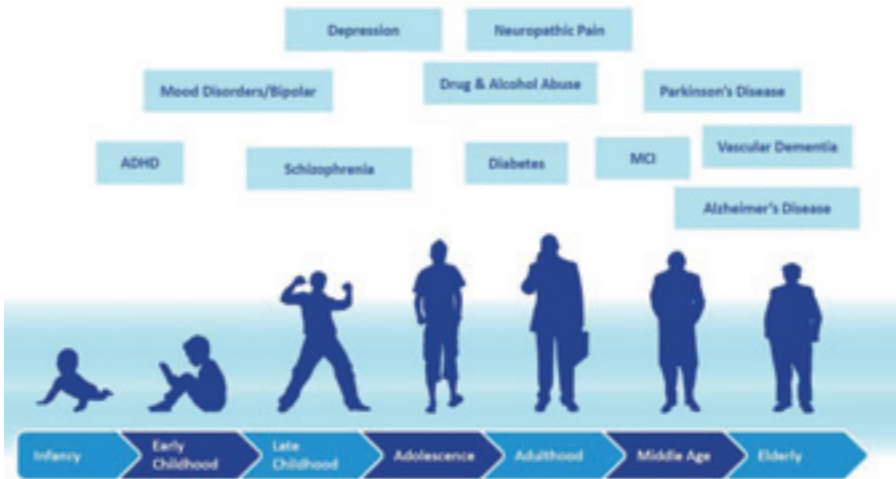 Depression
Neuropathic Pain
Mood Disorders/Bipolar
Drug & Alcohol Abuse
Parkinson's Disease
ADHD
Schizophrenia
Diabetes
MCI
Vascular Dementia
Alzheimer's Disease
Infancy
Early
Childhood
Late
Childhood
Adolescence
Adulthood
Middle Age
Elderly